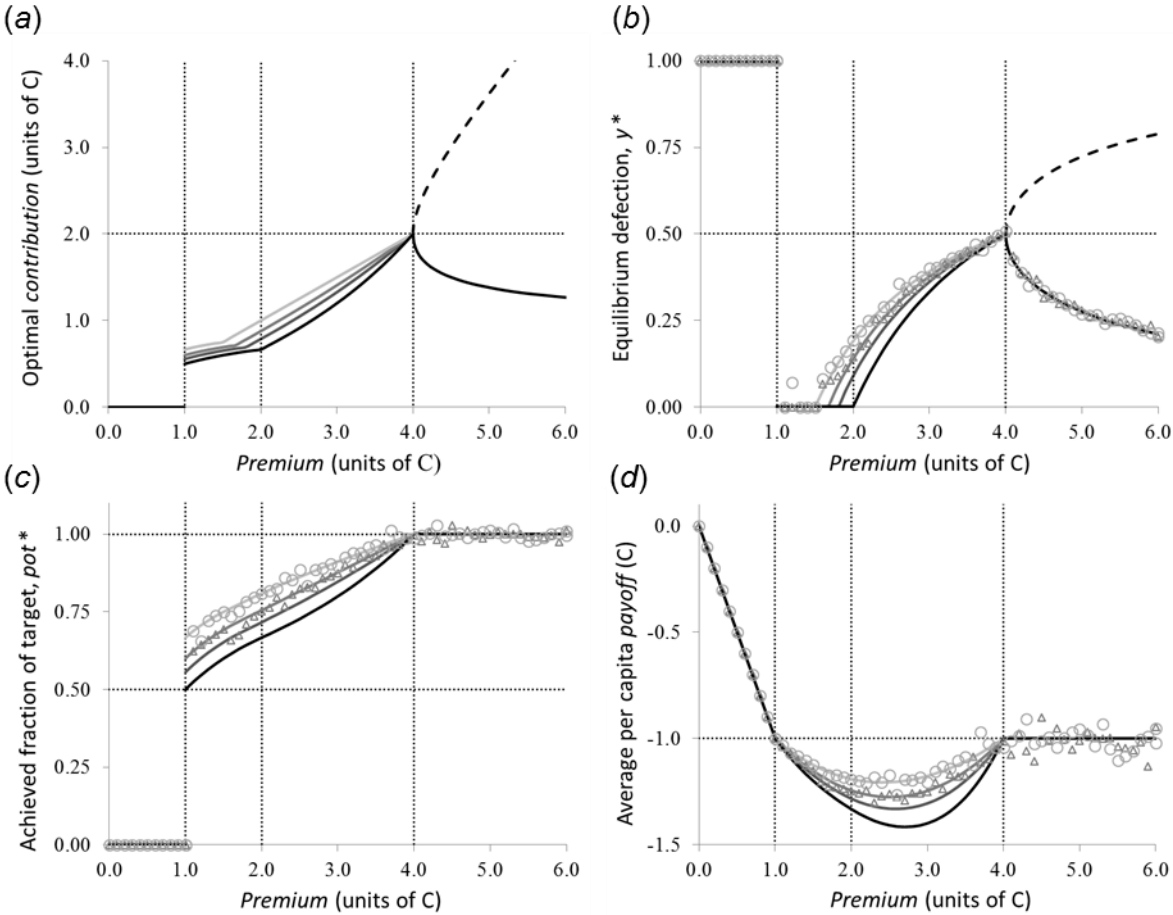 (a)
Optimal contribution (units of C)
4.0
3.0
2.0
1.0
0.0
0.0 1.0 2.0 3.0 4.0 5.0 6.0
Premium (units of C)
(b)
Equilibrium defection, y*
1.00
0.75
0.50
0.25
0.00
0.0 1.0 2.0 3.0 4.0 5.0 6.0
Premium (units of C)
(c)
Achieved fraction of target, pot*
1.00
0.75
0.50
0.25
0.00
0.0 1.0 2.0 3.0 4.0 5.0 6.0
Premium (units of C)
(d)
Average per capita payoff (C)
0.0
-0.5
-1.0
-1.5
0.0 1.0 2.0 3.0 4.0 5.0 6.0
Premium (units of C)